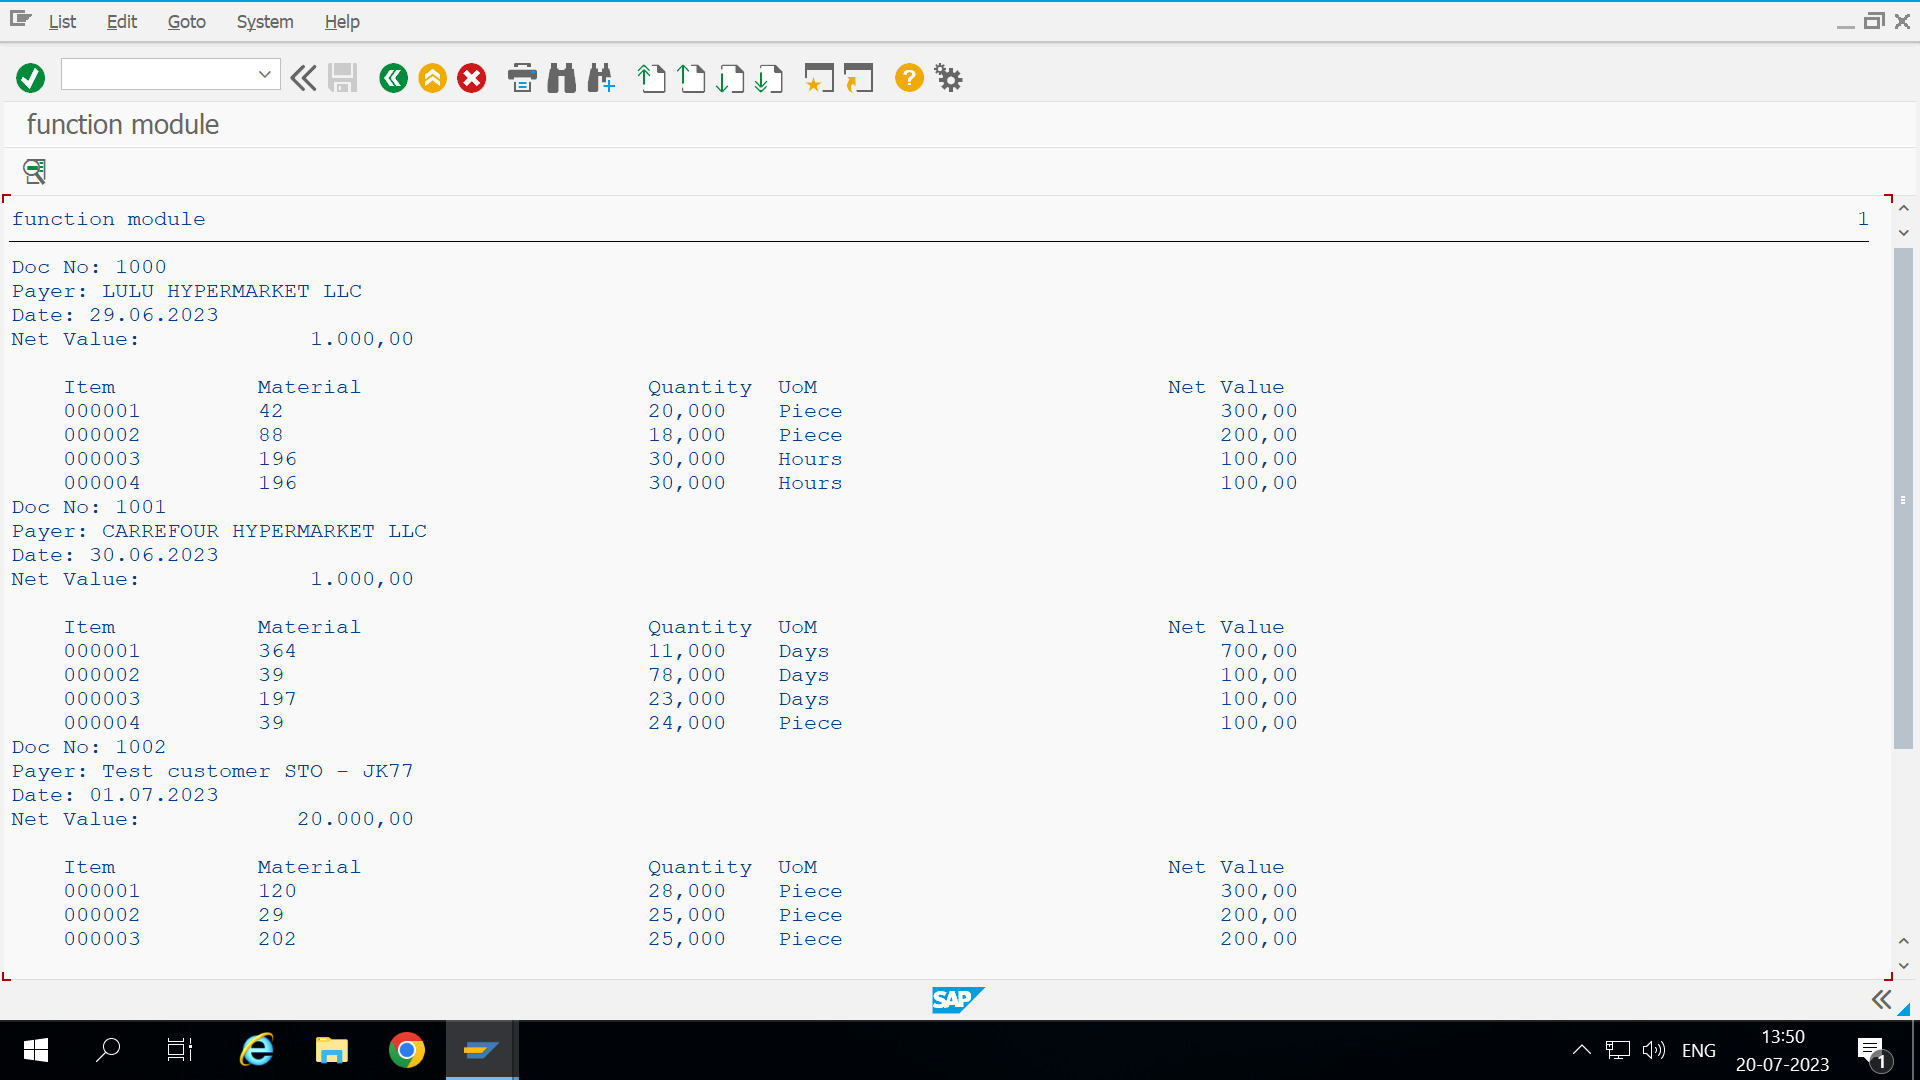 List Edit Goto System Help
function module
function module 1
Doc No: 1000
Payer: LULU HYPERMARKET LLC
Date: 29.06.2023
Net Value: 1.000,00
Item Material Quantity UoM Net Value
000001 42 20,000 Piece 300,00
000002 88 18,000 Piece 200,00
000003 196 30,000 Hours 100,00
000004 196 30,000 Hours 100,00
Doc No: 1001
Payer: CARREFOUR HYPERMARKET LLC
Date: 30.06.2023
Net Value: 1.000,00
Item Material Quantity UoM Net Value
000001 364 11,000 Days 700,00
000002 39 78,000 Days 100,00
000003 197 23,000 Days 100,00
000004 39 24,000 Piece 100,00
Doc No: 1002
Payer: Test customer STO - JK77
Date: 01.07.2023
Net Value: 20.000,00
Item Material Quantity UoM Net Value
000001 120 28,000 Piece 300,00
000002 29 25,000 Piece 200,00
000003 202 25,000 Piece 200,00
SAP
ENG
13:50
20-07-2023
1